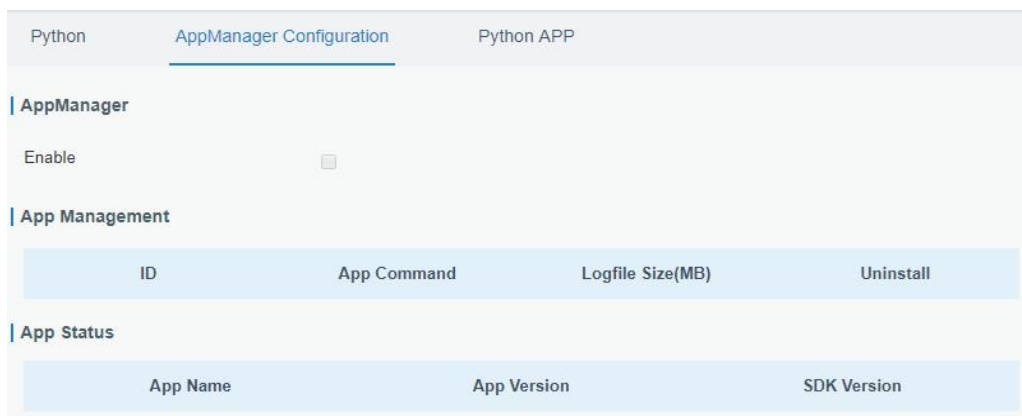 Python AppManager Configuration Python APP
AppManager
Enable
App Management
ID App Command Logfile Size(MB) Uninstall
App Status
App Name App Version SDK Version